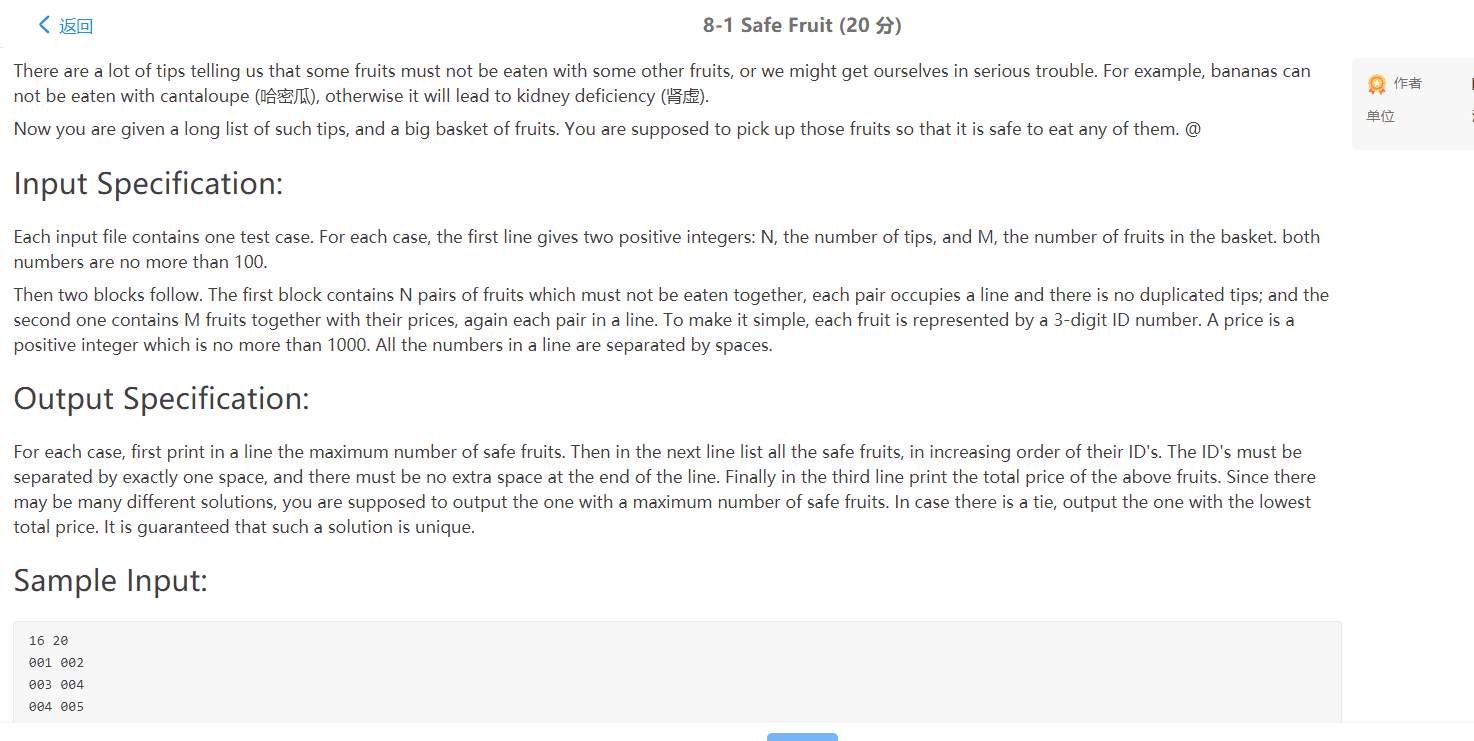 返回
8-1 Safe Fruit (20 分)
There are a lot of tips telling us that some fruits must not be eaten with some other fruits, or we might get ourselves in serious trouble. For example, bananas can
not be eaten with cantaloupe (哈密瓜), otherwise it will lead to kidney deficiency (肾虚).
Now you are given a long list of such tips, and a big basket of fruits. You are supposed to pick up those fruits so that it is safe to eat any of them. @
作者
单位
Input Specification:
Each input file contains one test case. For each case, the first line gives two positive integers: N, the number of tips, and M, the number of fruits in the basket. both
numbers are no more than 100.
Then two blocks follow. The first block contains N pairs of fruits which must not be eaten together, each pair occupies a line and there is no duplicated tips; and the
second one contains M fruits together with their prices, again each pair in a line. To make it simple, each fruit is represented by a 3-digit ID number. A price is a
positive integer which is no more than 1000. All the numbers in a line are separated by spaces.
Output Specification:
For each case, first print in a line the maximum number of safe fruits. Then in the next line list all the safe fruits, in increasing order of their ID's. The ID's must be
separated by exactly one space, and there must be no extra space at the end of the line. Finally in the third line print the total price of the above fruits. Since there
may be many different solutions, you are supposed to output the one with a maximum number of safe fruits. In case there is a tie, output the one with the lowest
total price. It is guaranteed that such a solution is unique.
Sample Input:
16 20
001 002
003 004
004 005